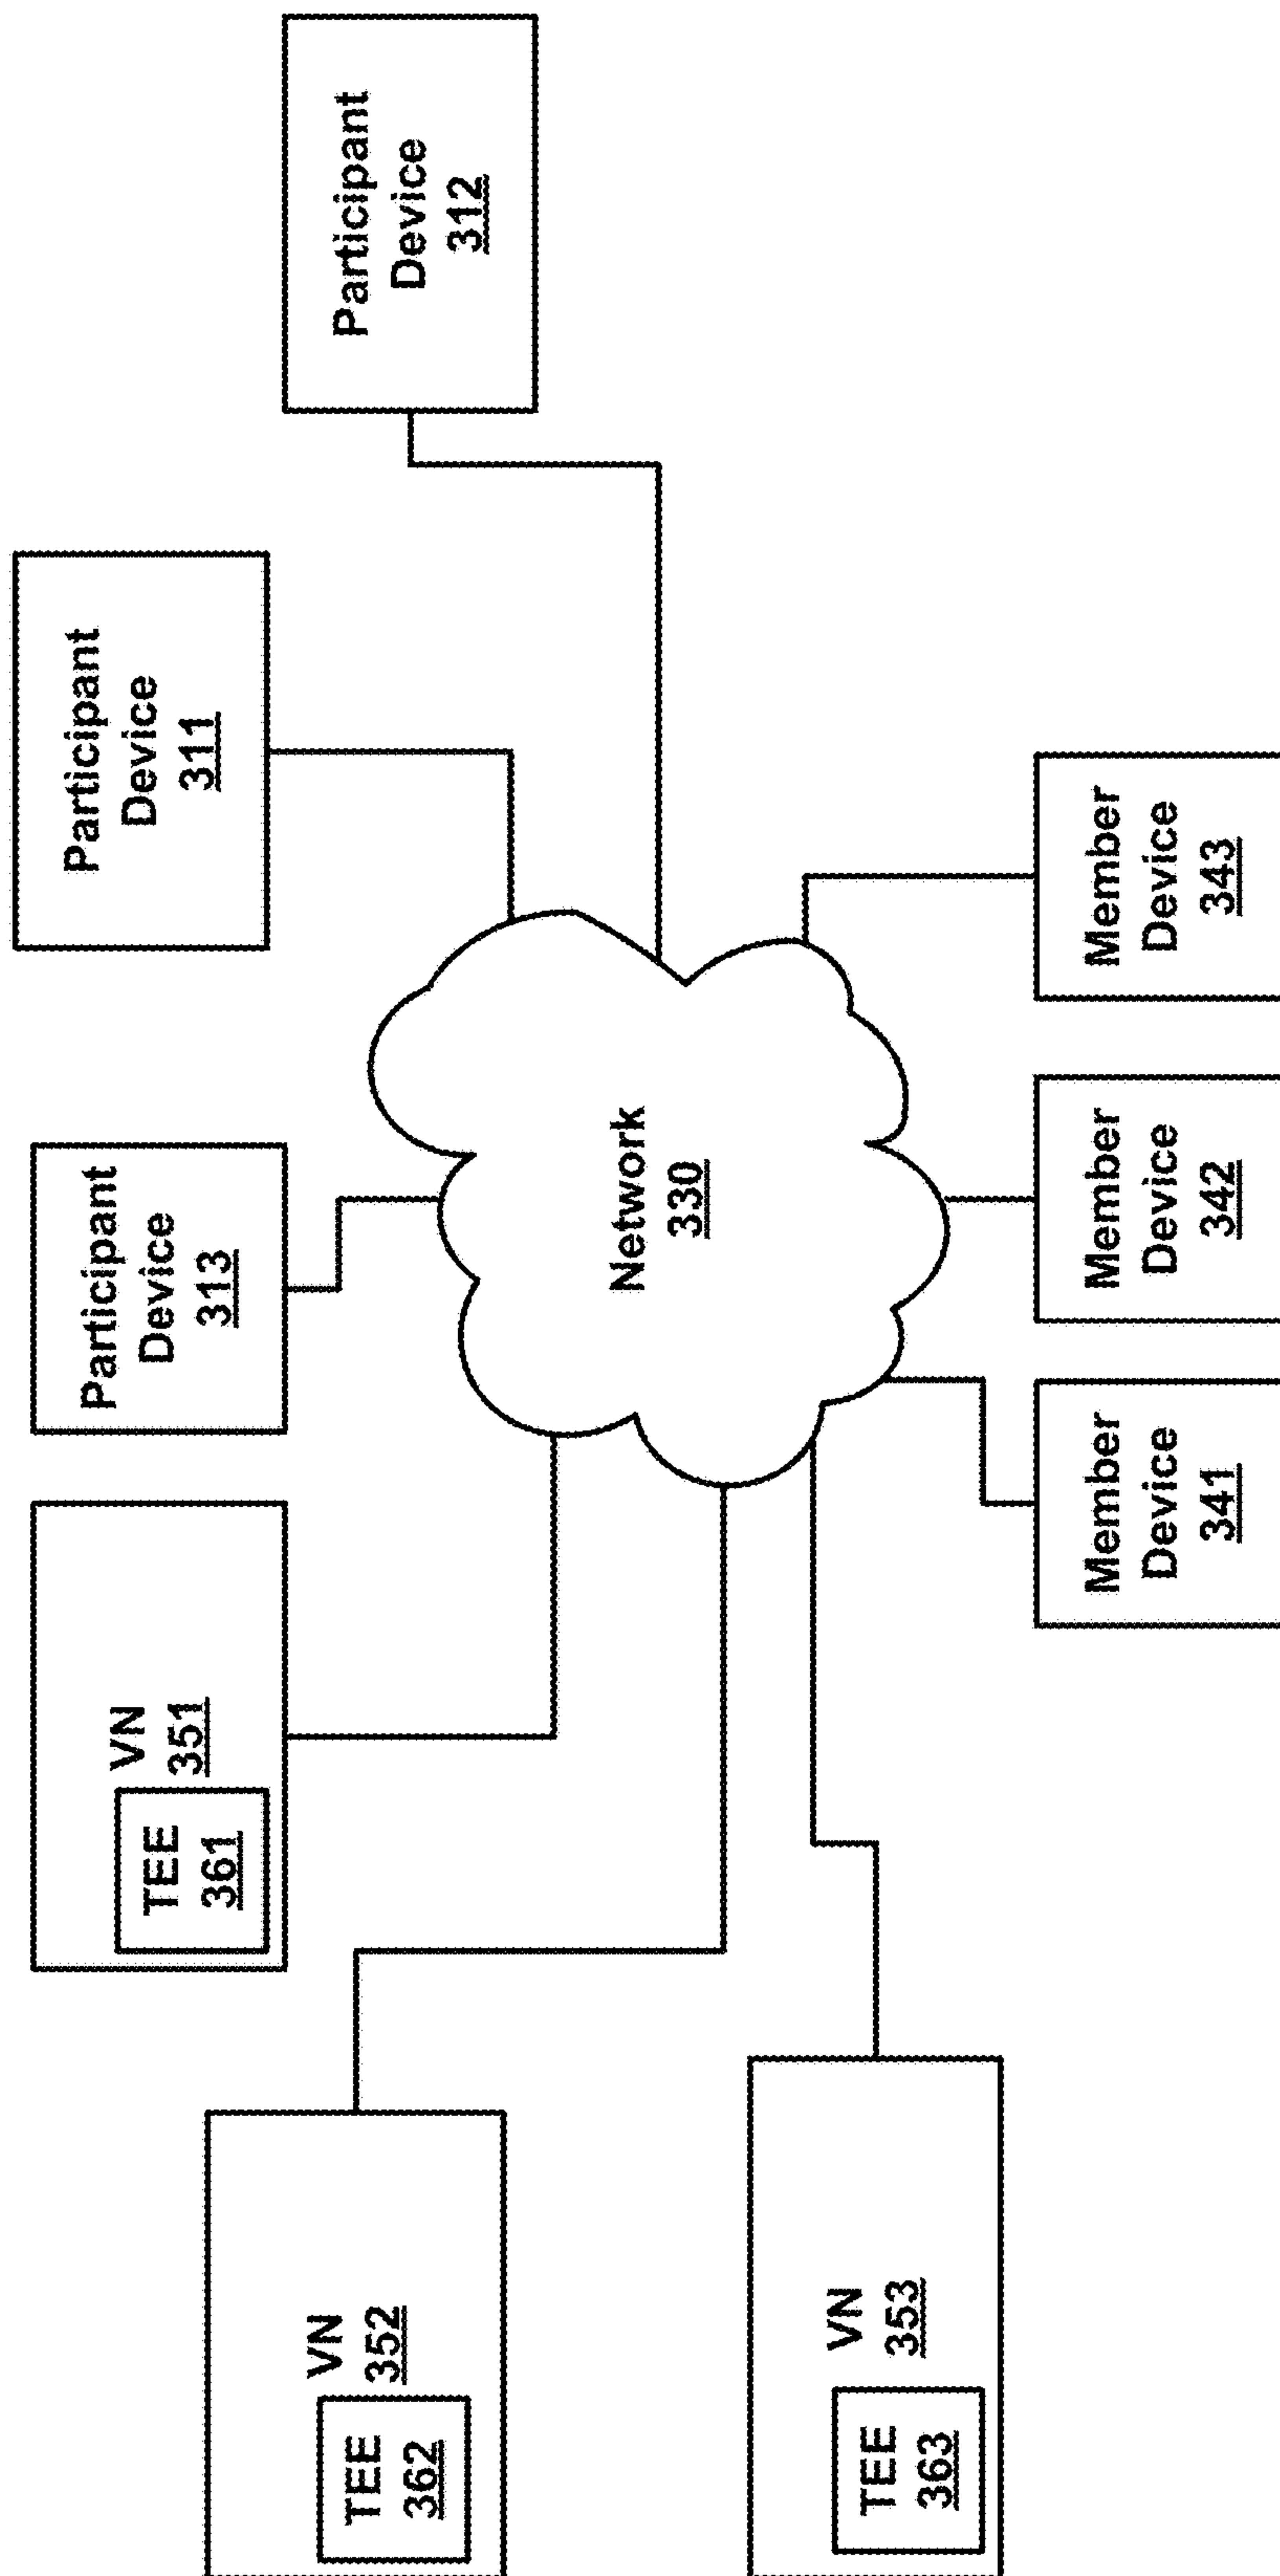 TEE
362
VN
352
TEE
361
VN
351
Participant
Device
313
Participant
Device
311
Participant
Device
312
Network
330
TEE
363
VN
353
Member
Device
341
Member
Device
342
Member
Device
343